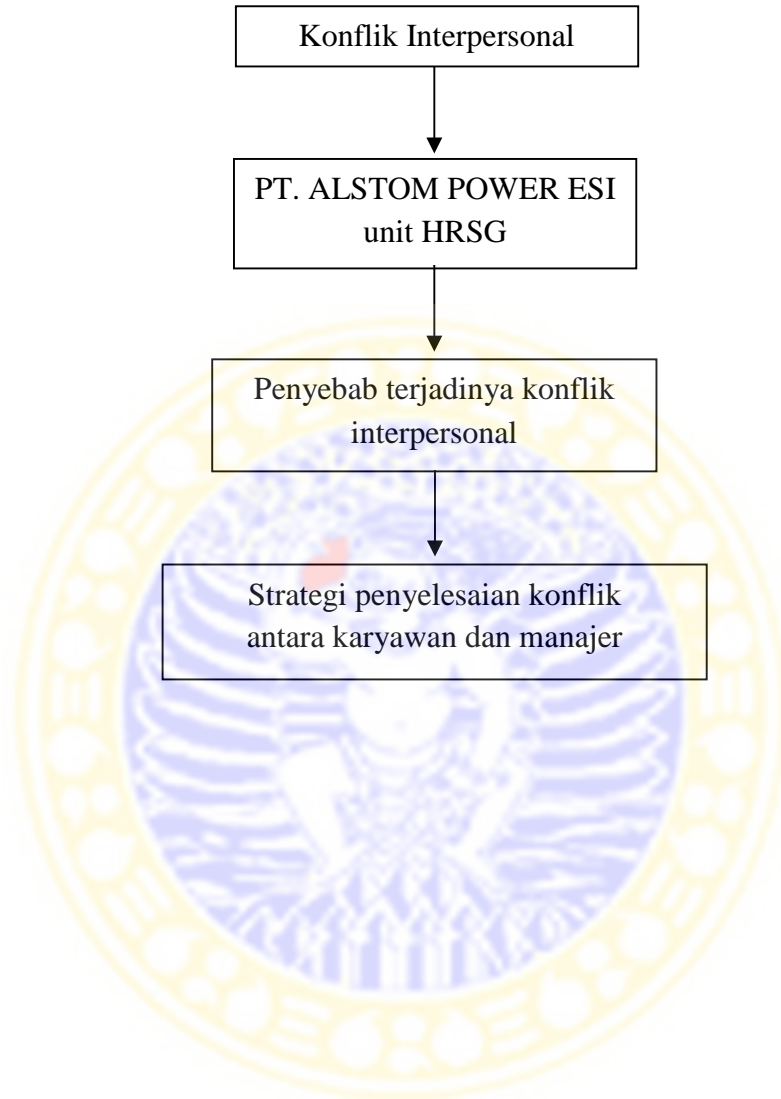 Konflik Interpersonal
PT. ALSTOM POWER ESI
unit HRSG
Penyebab terjadinya konflik
interpersonal
Strategi penyelesaian konflik
antara karyawan dan manajer